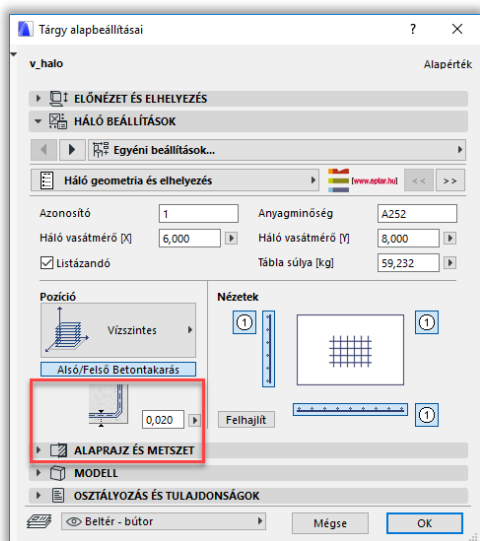 Tárgy alapbeállításai ?
v_halo Alapérték
ELŐNÉZET ÉS ELHELYEZÉS
HÁLÓ BEÁLLÍTÁSOK
Egyéni beállítások...
Háló geometria és elhelyezés [www.eptar.hu] << >>
Azonosító 1 Anyagminőség A252
Háló vasátmérő [X] 6,000 Háló vasátmérő [Y] 8,000
Listázandó Tábla súlya [kg] 59,232
Pozíció Nézetek
Vízszintes 1 1
Alsó/Felső Betontakarás
0,020 Felhajlít 1
ALAPRAJZ ÉS METSZET
MODELL
OSZTÁLYOZÁS ÉS TULAJDONSÁGOK
Beltér - bútor Mégse OK